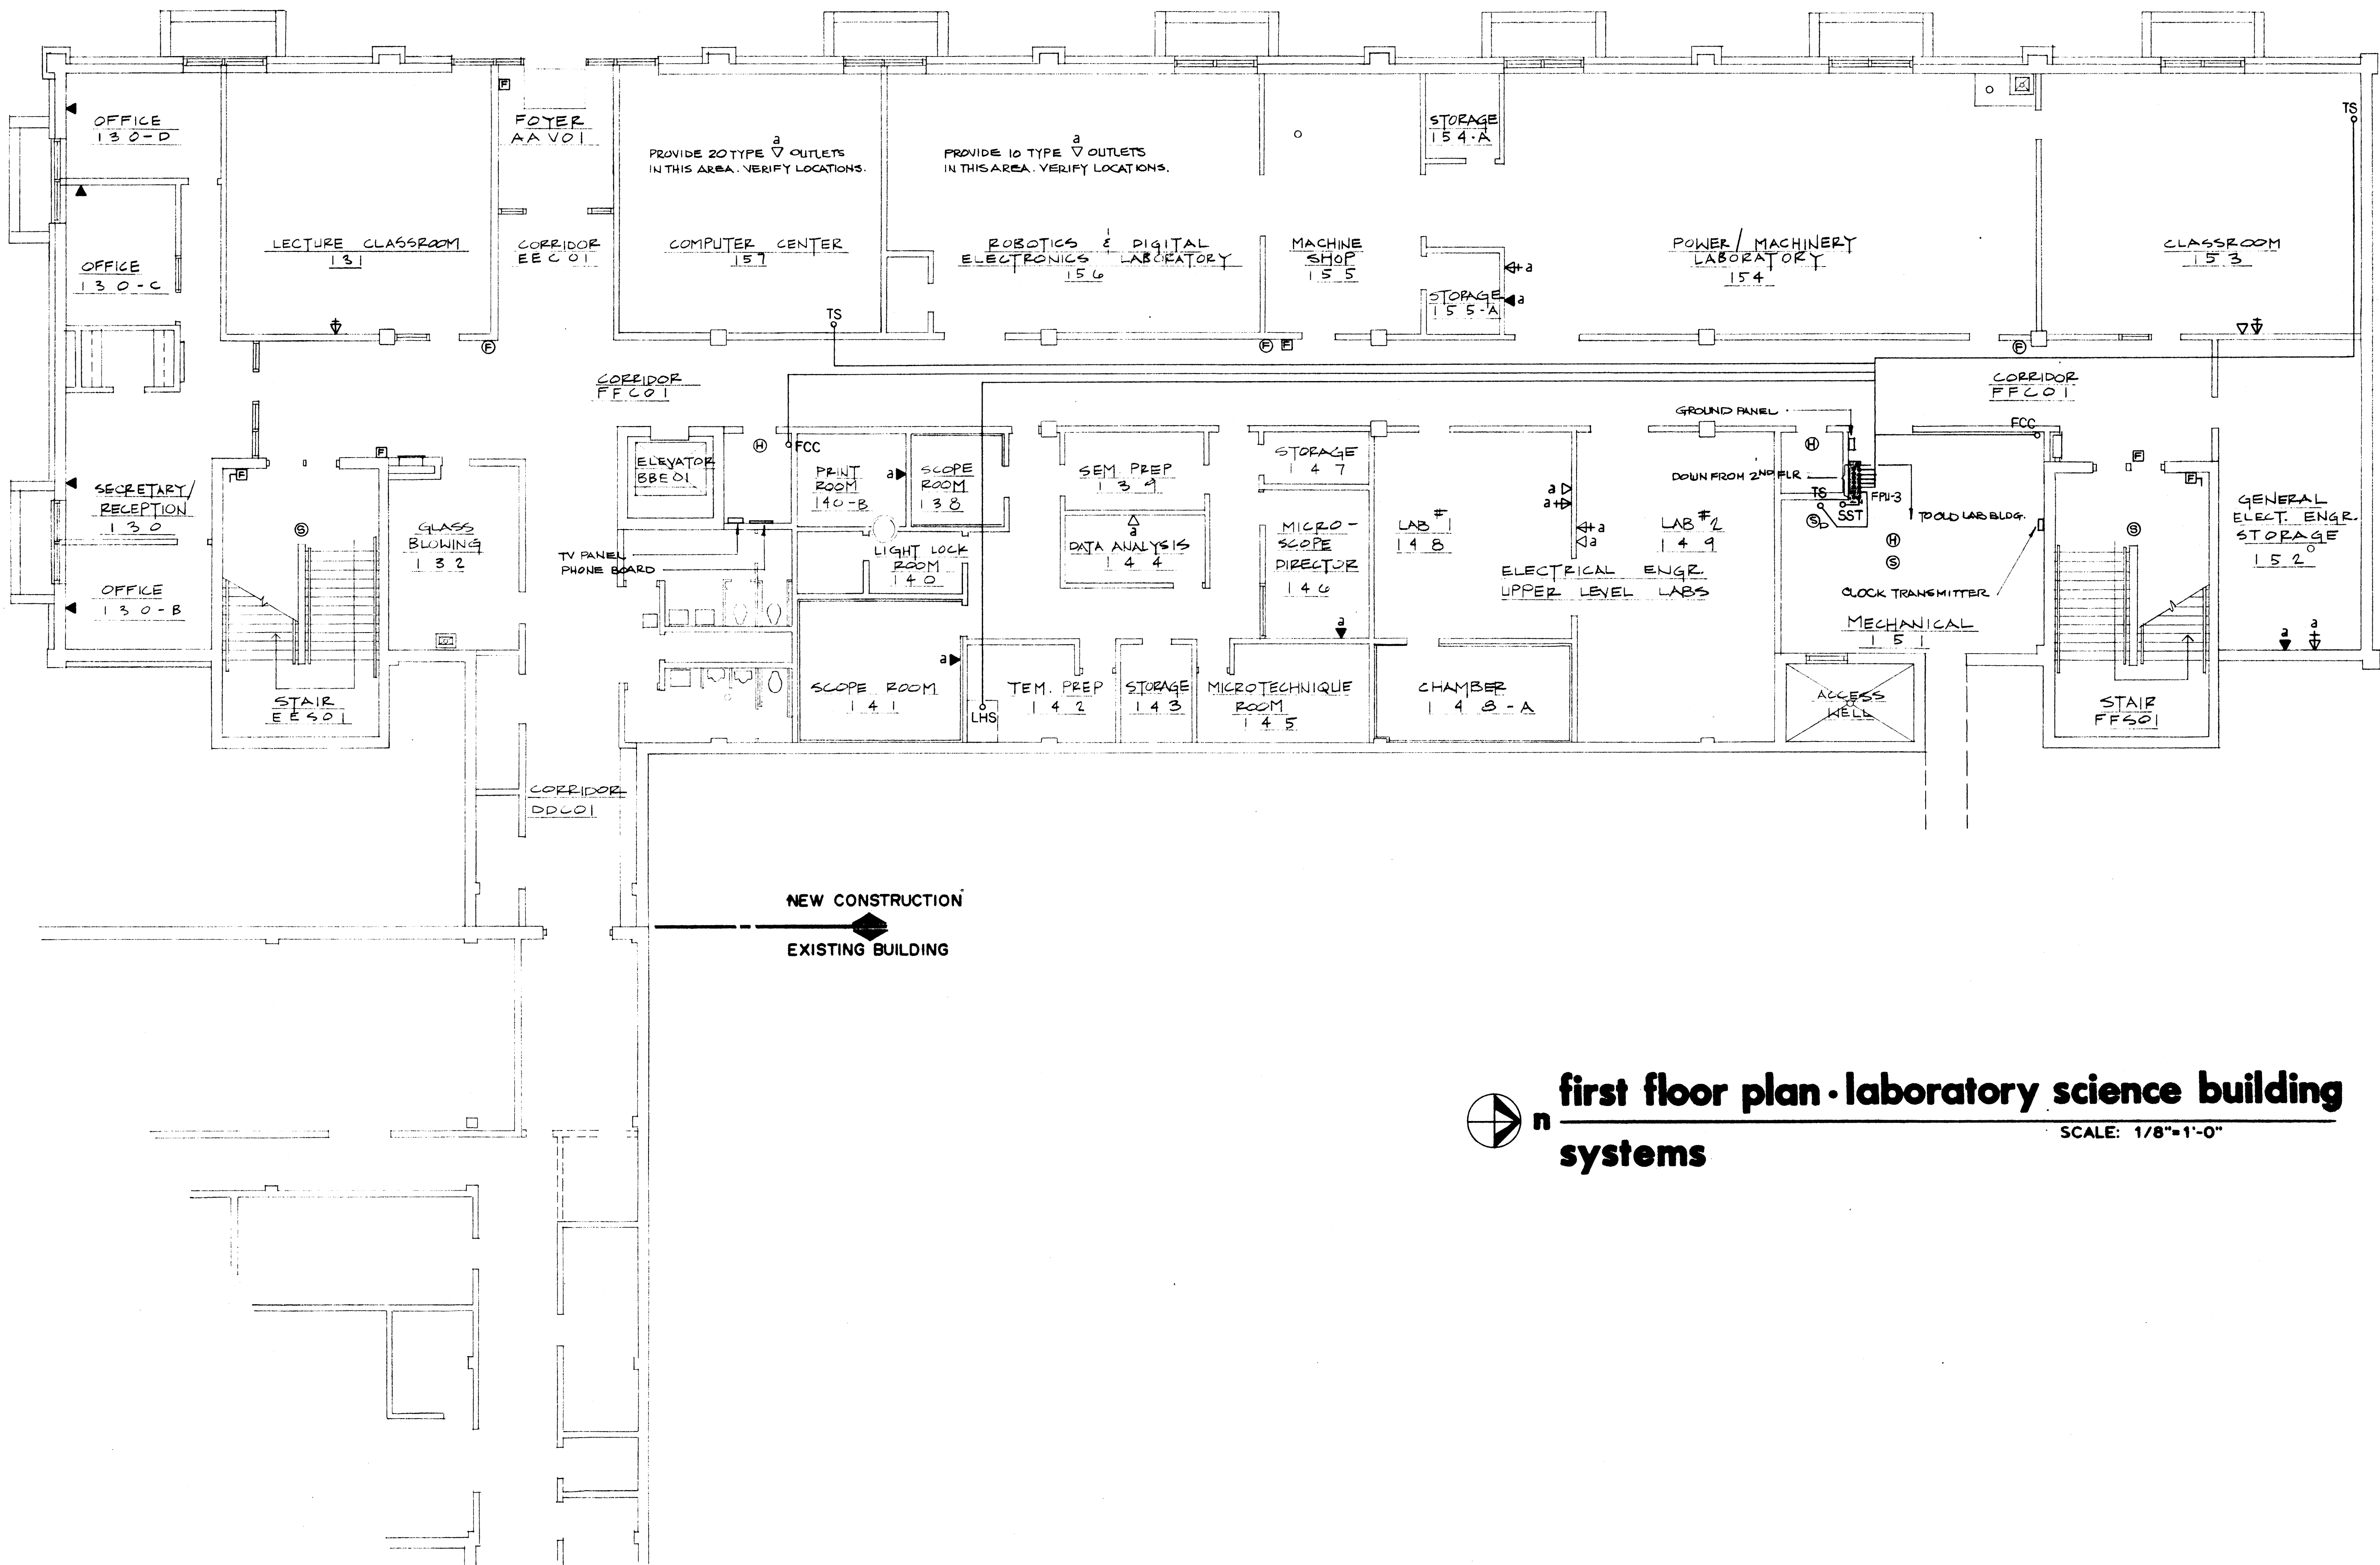 OFFICE
130-D
FOYER
AAVO1
F
PROVIDE 20 TYPE a ▽ OUTLETS
IN THIS AREA. VERIFY LOCATIONS.
PROVIDE 10 TYPE a ▽ OUTLETS
IN THIS AREA. VERIFY LOCATIONS.
STORAGE
154-A
TS
OFFICE
130-C
LECTURE CLASSROOM
131
CORRIDOR
EEC01
COMPUTER CENTER
157
ROBOTICS & DIGITAL
ELECTRONICS LABORATORY
156
MACHINE
SHOP
155
a
STORAGE
155-A
a
POWER/MACHINERY
LABORATORY
154
CLASSROOM
153
TS
F
F
F
F
CORRIDOR
FFC01
CORRIDOR
FFC01
GROUND PANEL
FCC
H
FCC
H
ELEVATOR
BBE01
PRINT
ROOM
140-B
a
SCOPE
ROOM
138
SEM. PREP
139
STORAGE
147
DOWN FROM 2ND FLR
FPU-3
TS
SST
SD
TO OLD LAB BLDG.
F
F
F
F
SECRETARY/
RECEPTION
130
S
GLASS
BLOWING
132
TV PANEL
PHONE BOARD
LIGHT LOCK
ROOM
140
a
DATA ANALYSIS
144
MICRO-
SCOPE
DIRECTOR
146
a
LAB #1
148
a
a
a
a
LAB #2
149
ELECTRICAL ENGR.
UPPER LEVEL LABS
H
S
CLOCK TRANSMITTER
MECHANICAL
151
S
GENERAL
ELECT. ENGR.
STORAGE
152
a
a
OFFICE
130-B
STAIR
EES01
a
SCOPE ROOM
141
LHS
TEM. PREP
142
STORAGE
143
MICROTECHNIQUE
ROOM
145
CHAMBER
148-A
ACCESS
WELL
STAIR
FFS01
CORRIDOR
DDC01
NEW CONSTRUCTION
EXISTING BUILDING
n
first floor plan · laboratory science building
SCALE: 1/8"=1'-0"
systems